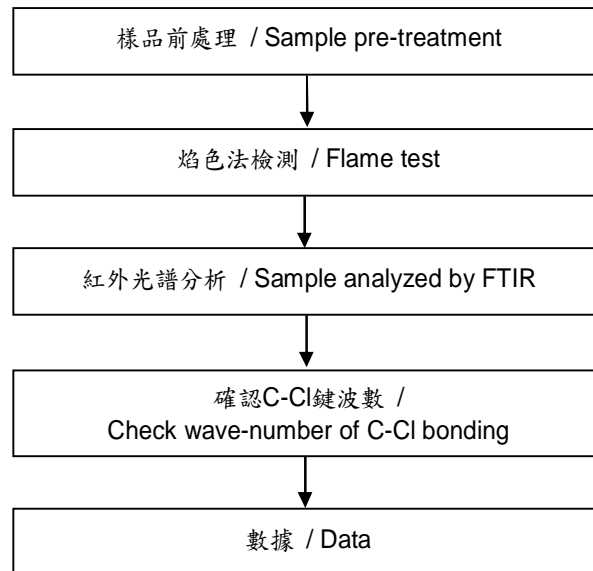 樣品前處理 / Sample pre-treatment
焰色法檢測 / Flame test
紅外光譜分析 / Sample analyzed by FTIR
確認C-Cl鍵波數 /
Check wave-number of C-Cl bonding
數據 / Data